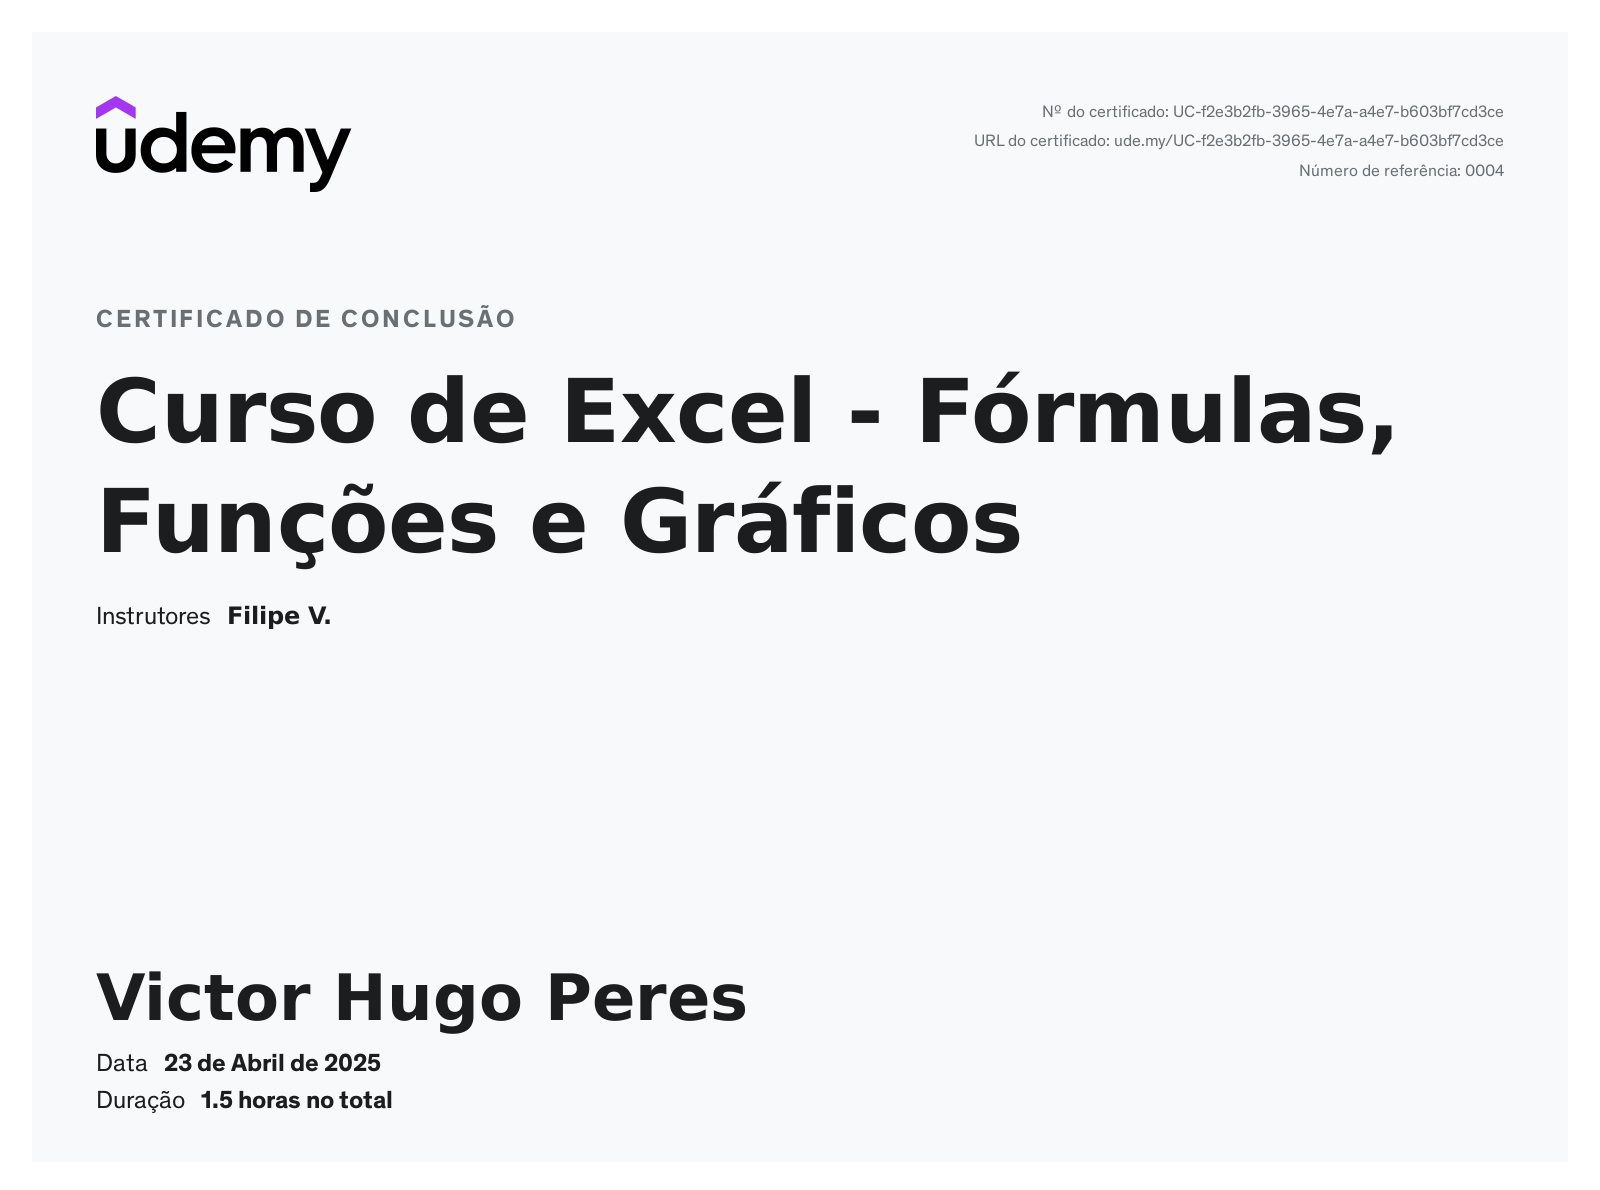 udemy
Nº do certificado: UC-f2e3b2fb-3965-4e7a-a4e7-b603bf7cd3ce
URL do certificado: ude.my/UC-f2e3b2fb-3965-4e7a-a4e7-b603bf7cd3ce
Número de referência: 0004
CERTIFICADO DE CONCLUSÃO
Curso de Excel - Fórmulas,
Funções e Gráficos
Instrutores Filipe V.
Victor Hugo Peres
Data 23 de Abril de 2025
Duração 1.5 horas no total